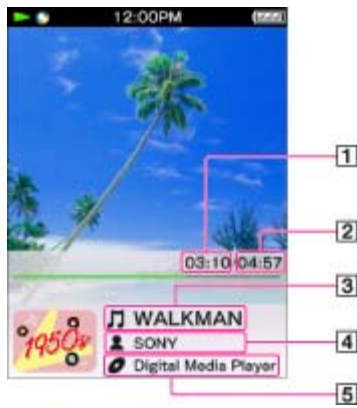 12:00PM
1
2
03:10 04:57
3
WALKMAN
4
1950s
SONY
Digital Media Player
5